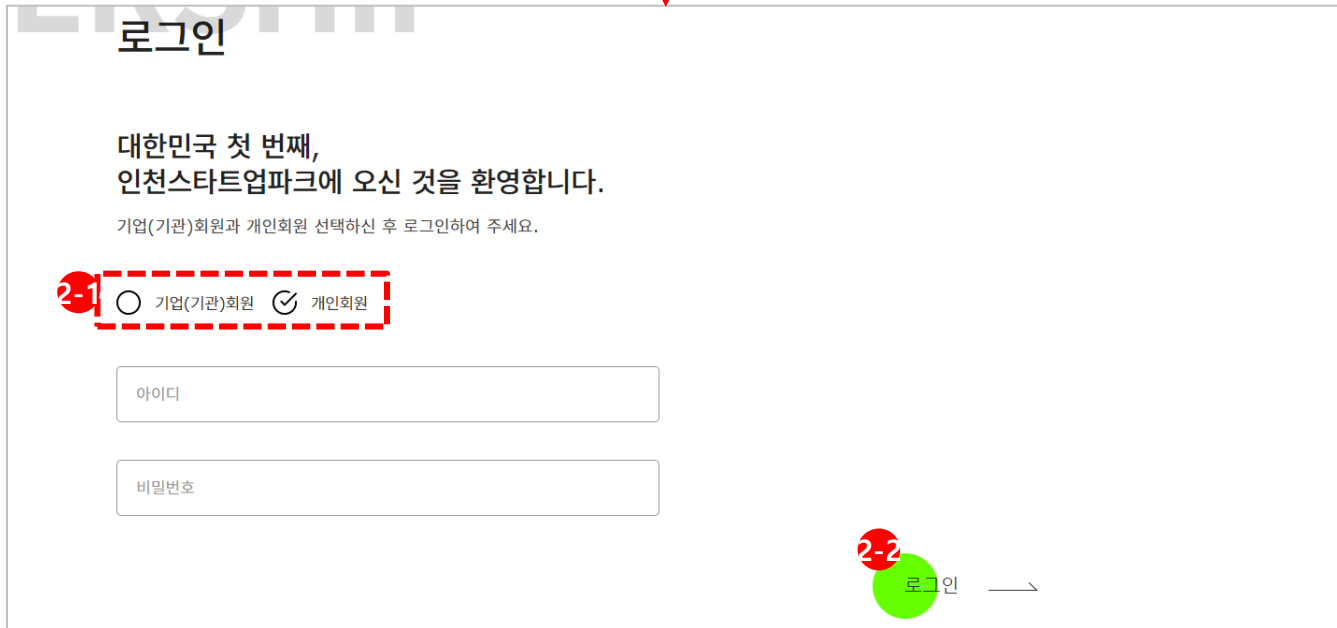 로그인
대한민국 첫 번째,
인천스타트업파크에 오신 것을 환영합니다.
기업(기관)회원과 개인회원 선택하신 후 로그인하여 주세요.
2-1
기업(기관)회원 개인회원
아이디
비밀번호
2-2
로그인